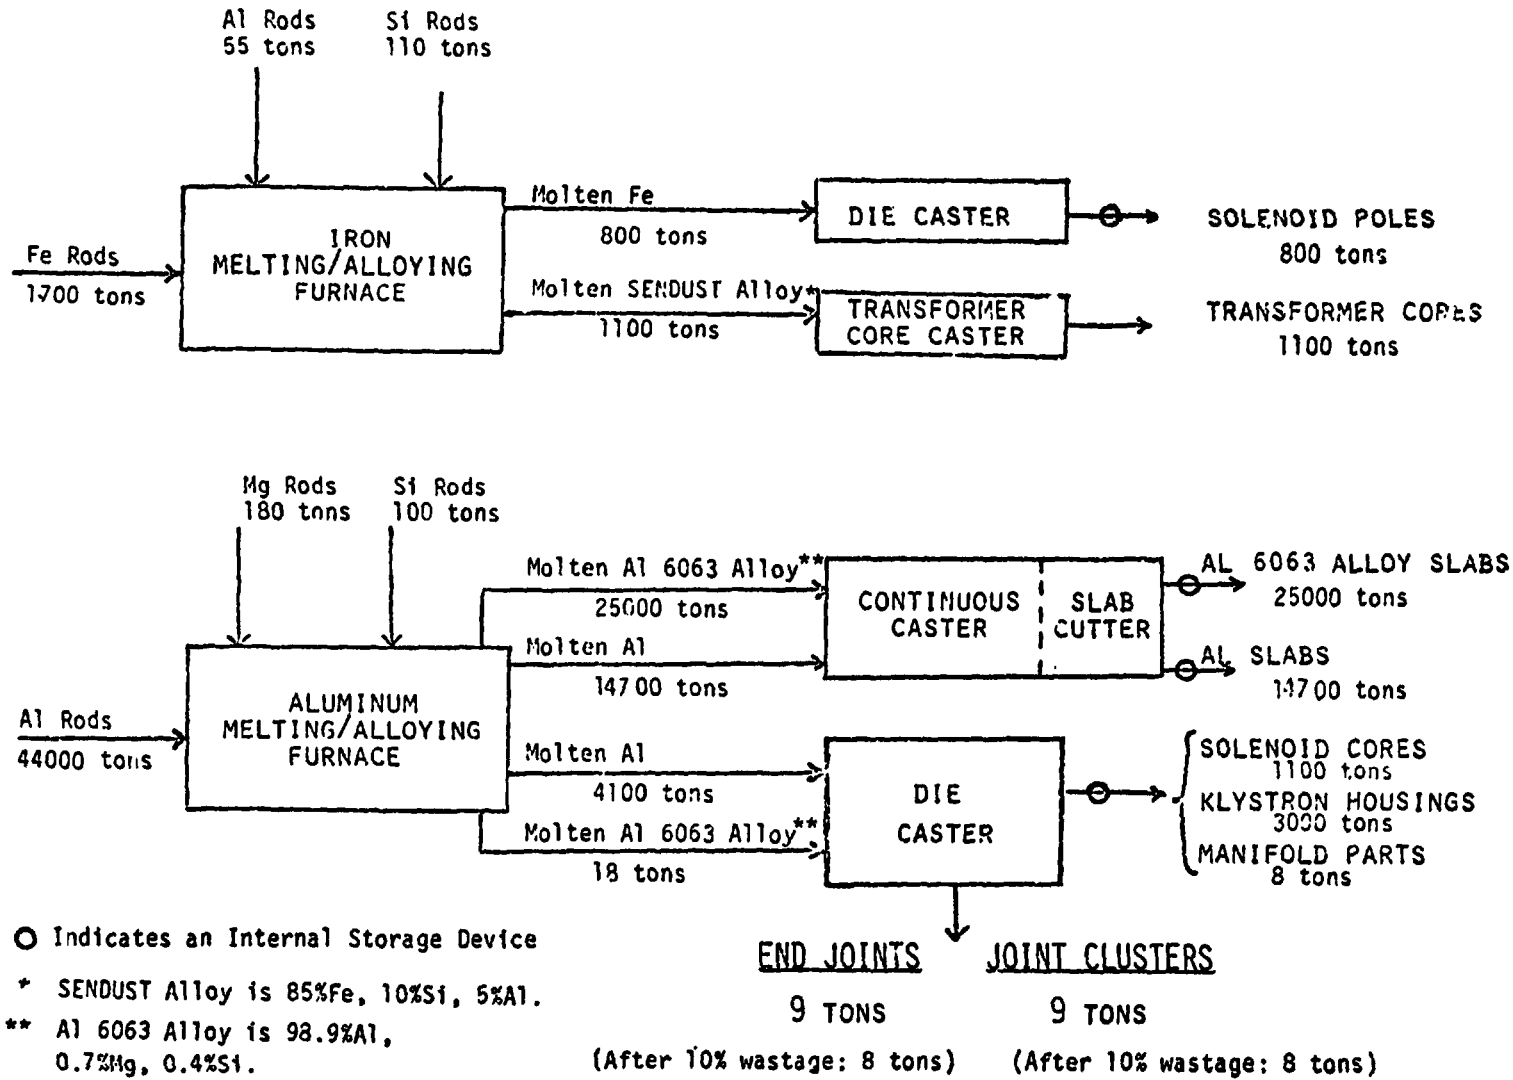 Al Rods
55 tons
Si Rods
110 tons
Fe Rods
1700 tons
IRON
MELTING/ALLOYING
FURNACE
Molten Fe
800 tons
Molten SENDUST Alloy*
1100 tons
DIE CASTER
TRANSFORMER
CORE CASTER
SOLENOID POLES
800 tons
TRANSFORMER CORES
1100 tons
Mg Rods
180 tons
Si Rods
100 tons
Al Rods
44000 tons
ALUMINUM
MELTING/ALLOYING
FURNACE
Molten Al 6063 Alloy**
25000 tons
Molten Al
14700 tons
Molten Al
4100 tons
Molten Al 6063 Alloy**
18 tons
CONTINUOUS
CASTER
SLAB
CUTTER
DIE
CASTER
AL 6063 ALLOY SLABS
25000 tons
AL SLABS
14700 tons
SOLENOID CORES
1100 tons
KLYSTRON HOUSINGS
3000 tons
MANIFOLD PARTS
8 tons
END JOINTS
9 TONS
(After 10% wastage: 8 tons)
JOINT CLUSTERS
9 TONS
(After 10% wastage: 8 tons)
Indicates an Internal Storage Device
* SENDUST Alloy is 85%Fe, 10%Si, 5%Al.
** Al 6063 Alloy is 98.9%Al,
0.7%Mg, 0.4%Si.